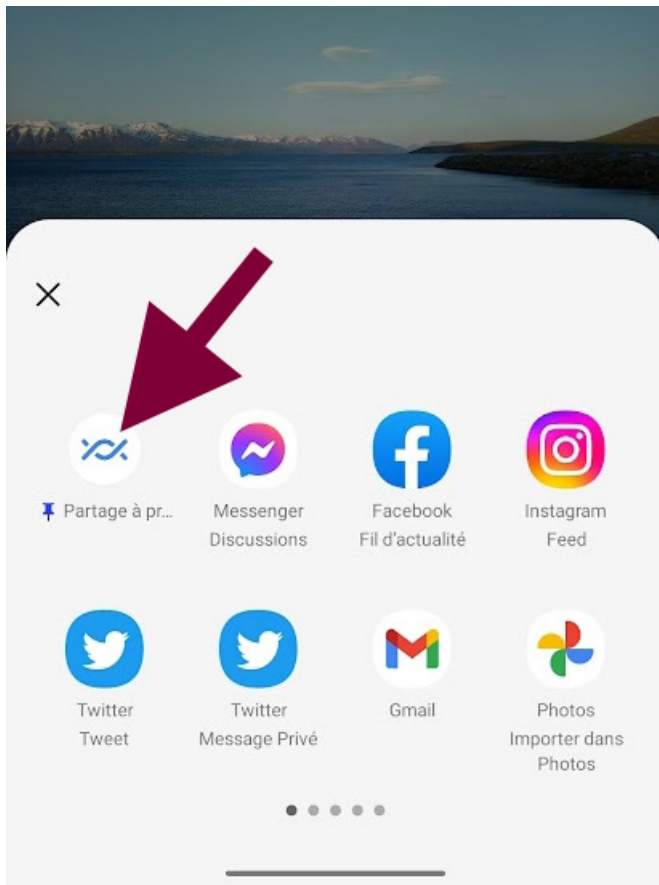 Partage à pr...
Messenger
Discussions
Facebook
Fil d'actualité
Instagram
Feed
Twitter
Tweet
Twitter
Message Privé
Gmail
Photos
Importer dans
Photos